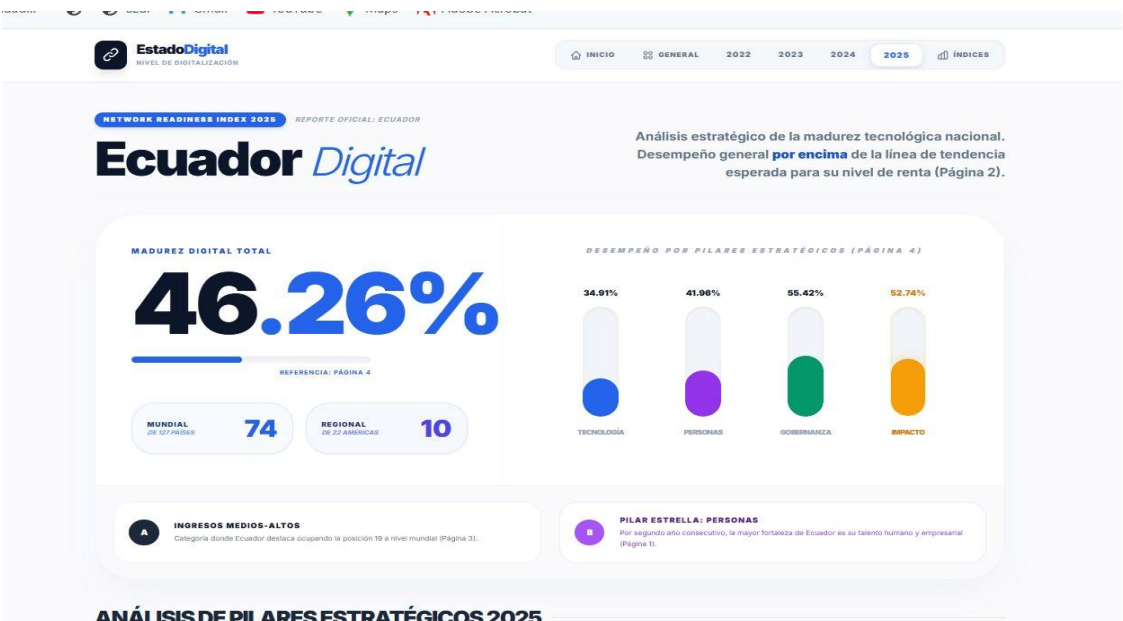 Gmail
YouTube
Maps
Adobe Acrobat
EstadoDigital
NIVEL DE DIGITALIZACIÓN
INICIO
GENERAL
2022
2023
2024
2025
ÍNDICES
NETWORK READINESS INDEX 2025
REPORTE OFICIAL: ECUADOR
Ecuador Digital
Análisis estratégico de la madurez tecnológica nacional.
Desempeño general por encima de la línea de tendencia
esperada para su nivel de renta (Página 2).
MADUREZ DIGITAL TOTAL
46.26%
REFERENCIA: PÁGINA 4
MUNDIAL
DE 127 PAÍSES
74
REGIONAL
DE 22 AMÉRICAS
10
DESEMPEÑO POR PILARES ESTRATÉGICOS (PÁGINA 4)
34.91%
41.96%
55.42%
52.74%
TECNOLOGÍA
PERSONAS
GOBERNANZA
IMPACTO
A
INGRESOS MEDIOS-ALTOS
Categoría donde Ecuador destaca ocupando la posición 19 a nivel mundial (Página 3).
B
PILAR ESTRELLA: PERSONAS
Por segundo año consecutivo, la mayor fortaleza de Ecuador es su talento humano y empresarial
(Página 1).
ANÁLISIS DE PILARES ESTRATÉGICOS 2025